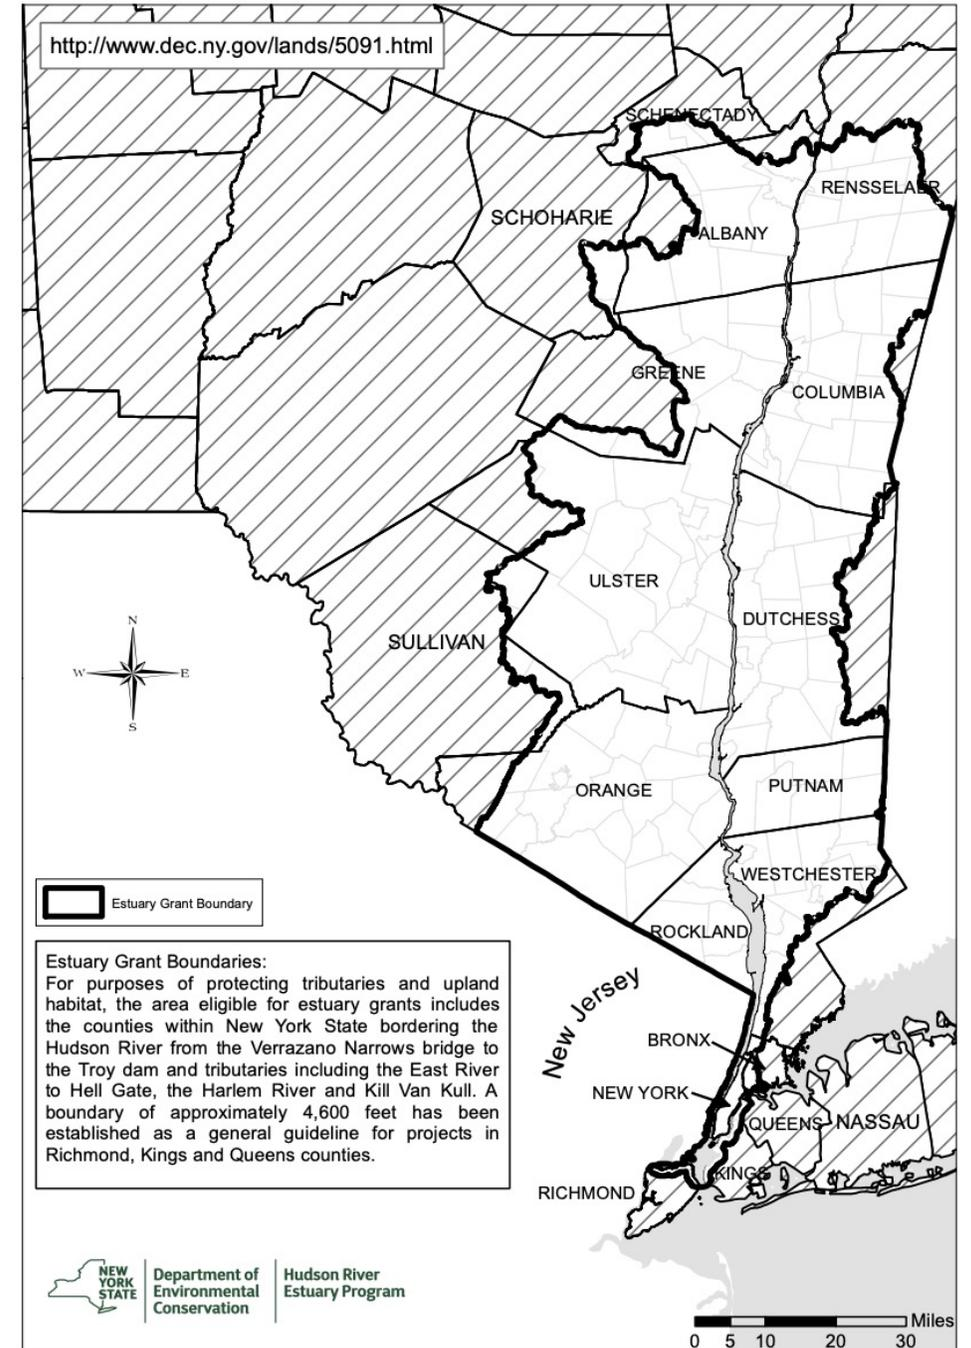 http://www.dec.ny.gov/lands/5091.html
SCHENECTADY
RENSSELAER
SCHOHARIE
ALBANY
GREENE
COLUMBIA
ULSTER
DUTCHESS
SULLIVAN
N
W
E
S
ORANGE
PUTNAM
WESTCHESTER
Estuary Grant Boundary
ROCKLAND
Estuary Grant Boundaries:
For purposes of protecting tributaries and upland
habitat, the area eligible for estuary grants includes
the counties within New York State bordering the
Hudson River from the Verrazano Narrows bridge to
the Troy dam and tributaries including the East River
to Hell Gate, the Harlem River and Kill Van Kull. A
boundary of approximately 4,600 feet has been
established as a general guideline for projects in
Richmond, Kings and Queens counties.
New Jersey
BRONX
NEW YORK
QUEENS
NASSAU
KINGS
RICHMOND
NEW
YORK
STATE
Department of
Environmental
Conservation
Hudson River
Estuary Program
Miles
0 5 10 20 30